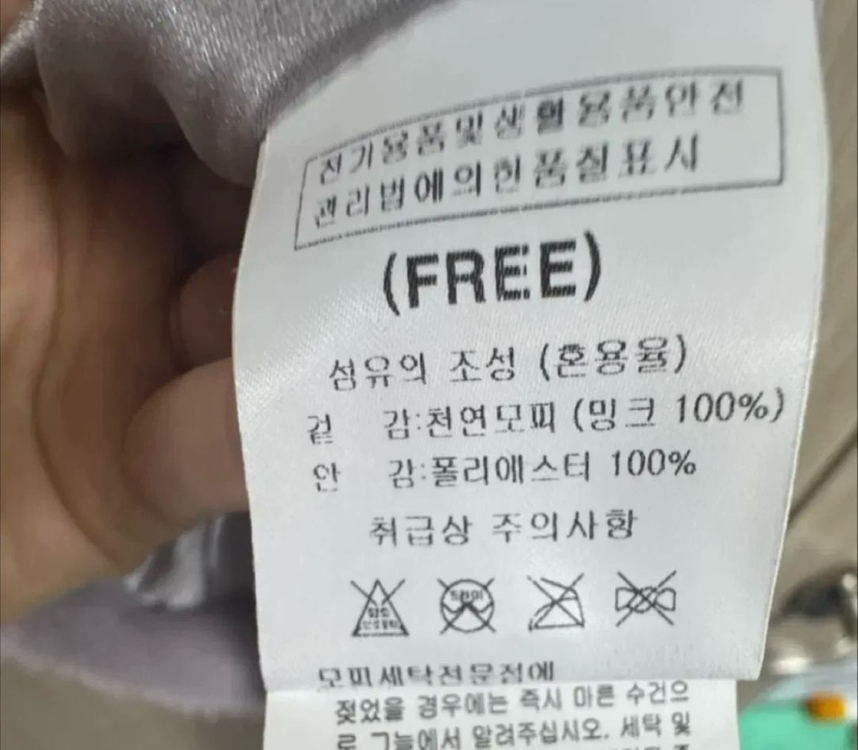 전기용품및생활용품안전
관리법에의한품질표시
(FREE)
섬유의 조성 (혼용율)
겉 감:천연모피 (밍크 100%)
안 감:폴리에스터 100%
취급상 주의사항
드라이
모피세탁전문점에
젖었을 경우에는 즉시 마른 수건으
로 그늘에서 말려주십시오. 세탁 및